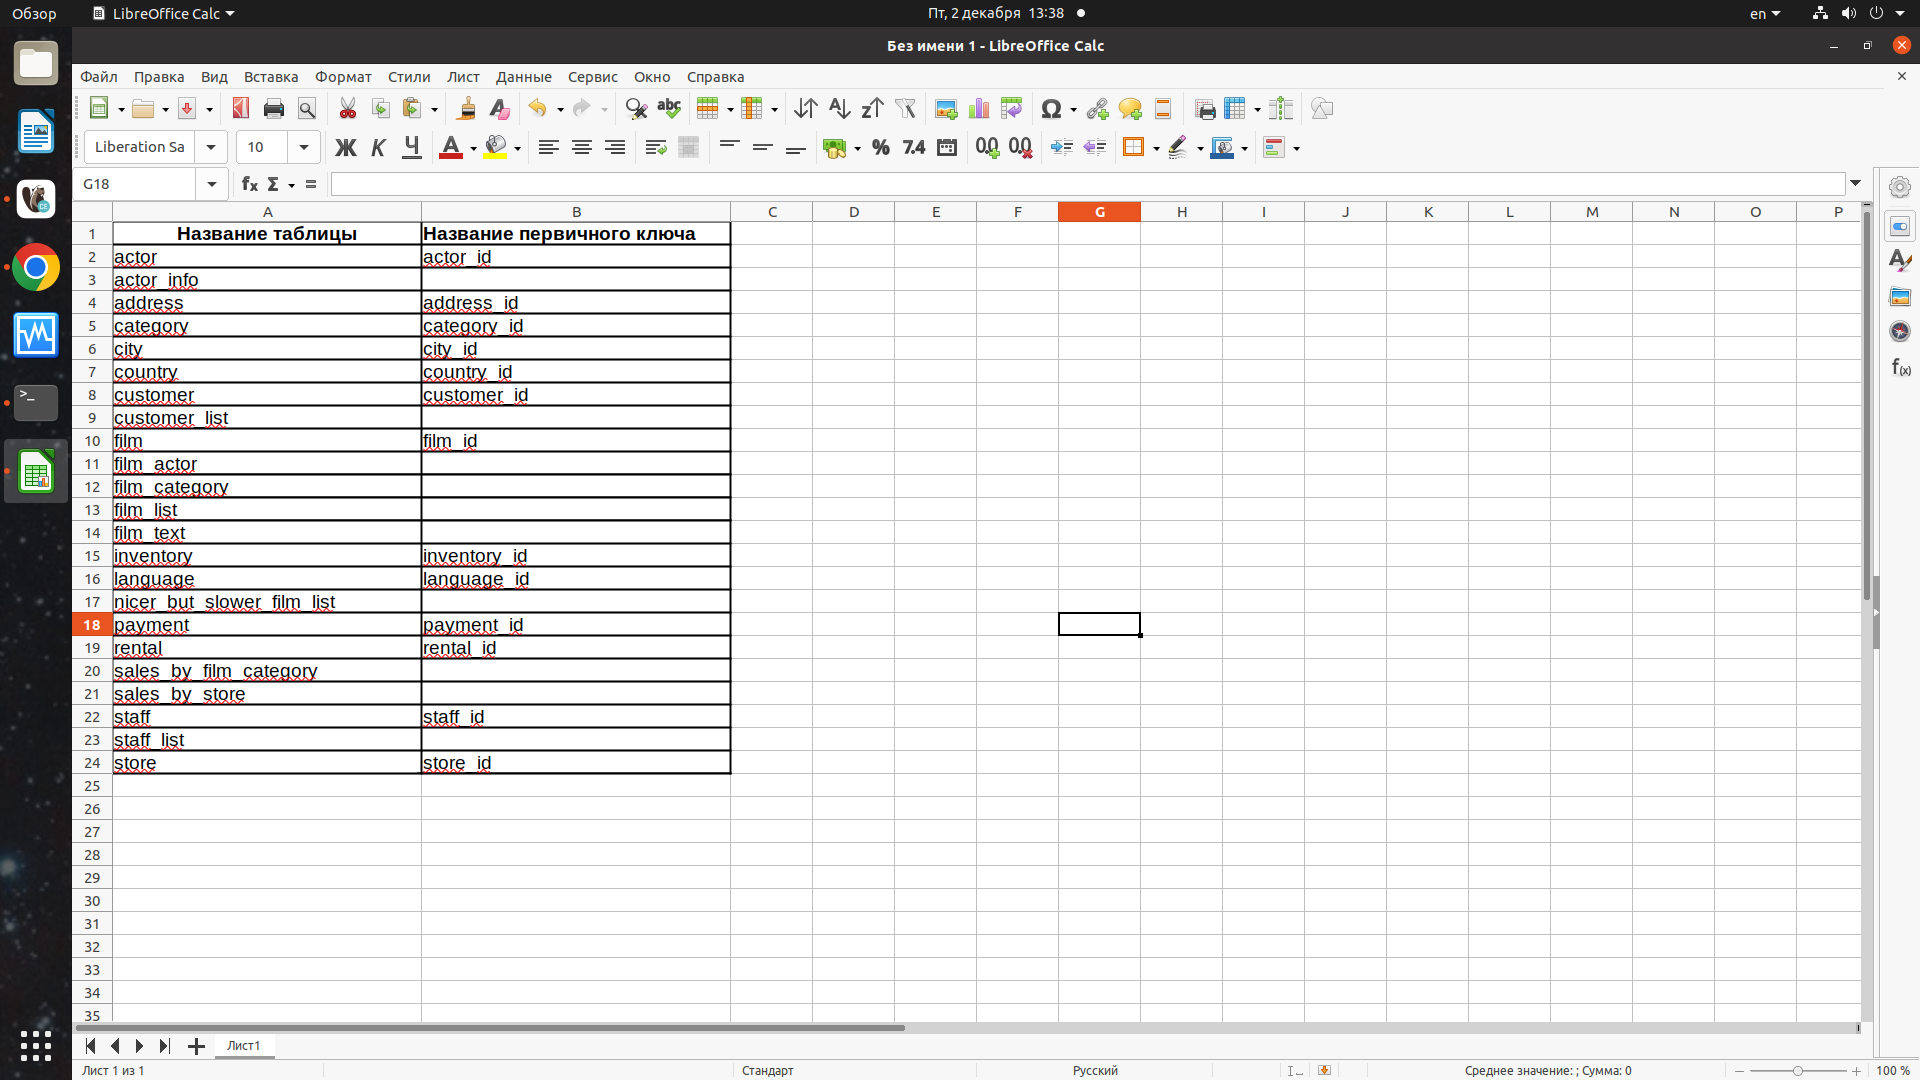 Обзор LibreOffice Calc Пт, 2 декабря 13:38 en
Без имени 1 - LibreOffice Calc
Файл Правка Вид Вставка Формат Стили Лист Данные Сервис Окно Справка
Liberation Sa 10 Ж К Ч А % 7.4
G18 fx Σ =
A B C D E F G H I J K L M N O P
1 Название таблицы Название первичного ключа
2 actor actor_id
3 actor_info
4 address address_id
5 category category_id
6 city city_id
7 country country_id
8 customer customer_id
9 customer_list
10 film film_id
11 film_actor
12 film_category
13 film_list
14 film_text
15 inventory inventory_id
16 language language_id
17 nicer_but_slower_film_list
18 payment payment_id
19 rental rental_id
20 sales_by_film_category
21 sales_by_store
22 staff staff_id
23 staff_list
24 store store_id
25
26
27
28
29
30
31
32
33
34
35
Лист1
Лист 1 из 1 Стандарт Русский Среднее значение: ; Сумма: 0 100 %